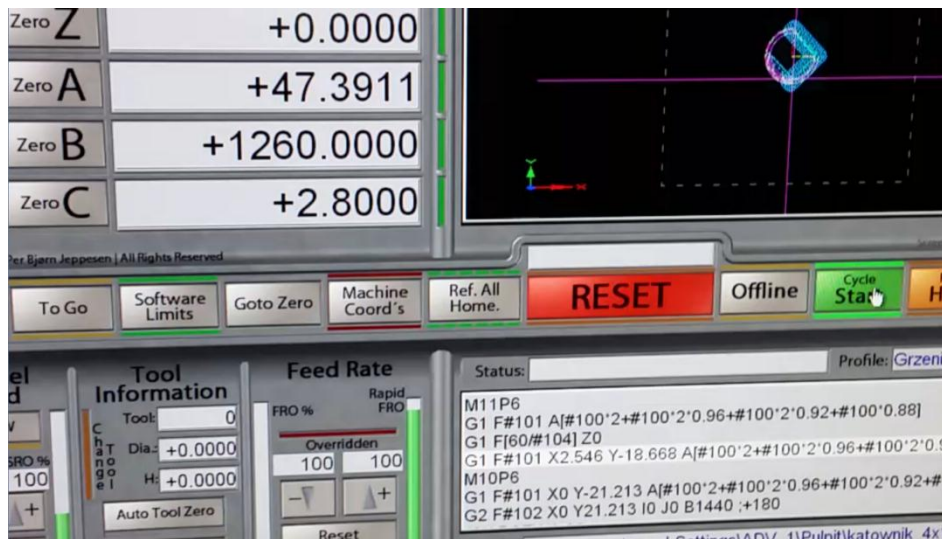 Zero Z +0.0000
Zero A +47.3911
Zero B +1260.0000
Zero C +2.8000
Per Bjørn Jeppesen | All Rights Reserved
To Go
Software
Limits
Goto Zero
Machine
Coord's
Ref. All
Home.
RESET
Offline
Cycle
H
Tool
Information
Change
Tool
Tool: 0
Dia.: +0.0000
H: +0.0000
Auto Tool Zero
SRO %
100
+
Feed Rate
FRO %
Rapid
FRO
Overridden
100 100
- +
Reset
Status:
Profile:
M11P6
G1 F#101 A[#100*2+#100*2*0.96+#100*2*0.92+#100*0.88]
G1 F[60/#104] Z0
G1 F#101 X2.546 Y-18.668 A[#100*2+#100*2*0.96+#100*2*0.9
M10P6
G1 F#101 X0 Y-21.213 A[#100*2+#100*2*0.96+#100*2*0.92+#
G2 F#102 X0 Y21.213 I0 J0 B1440 ;+180